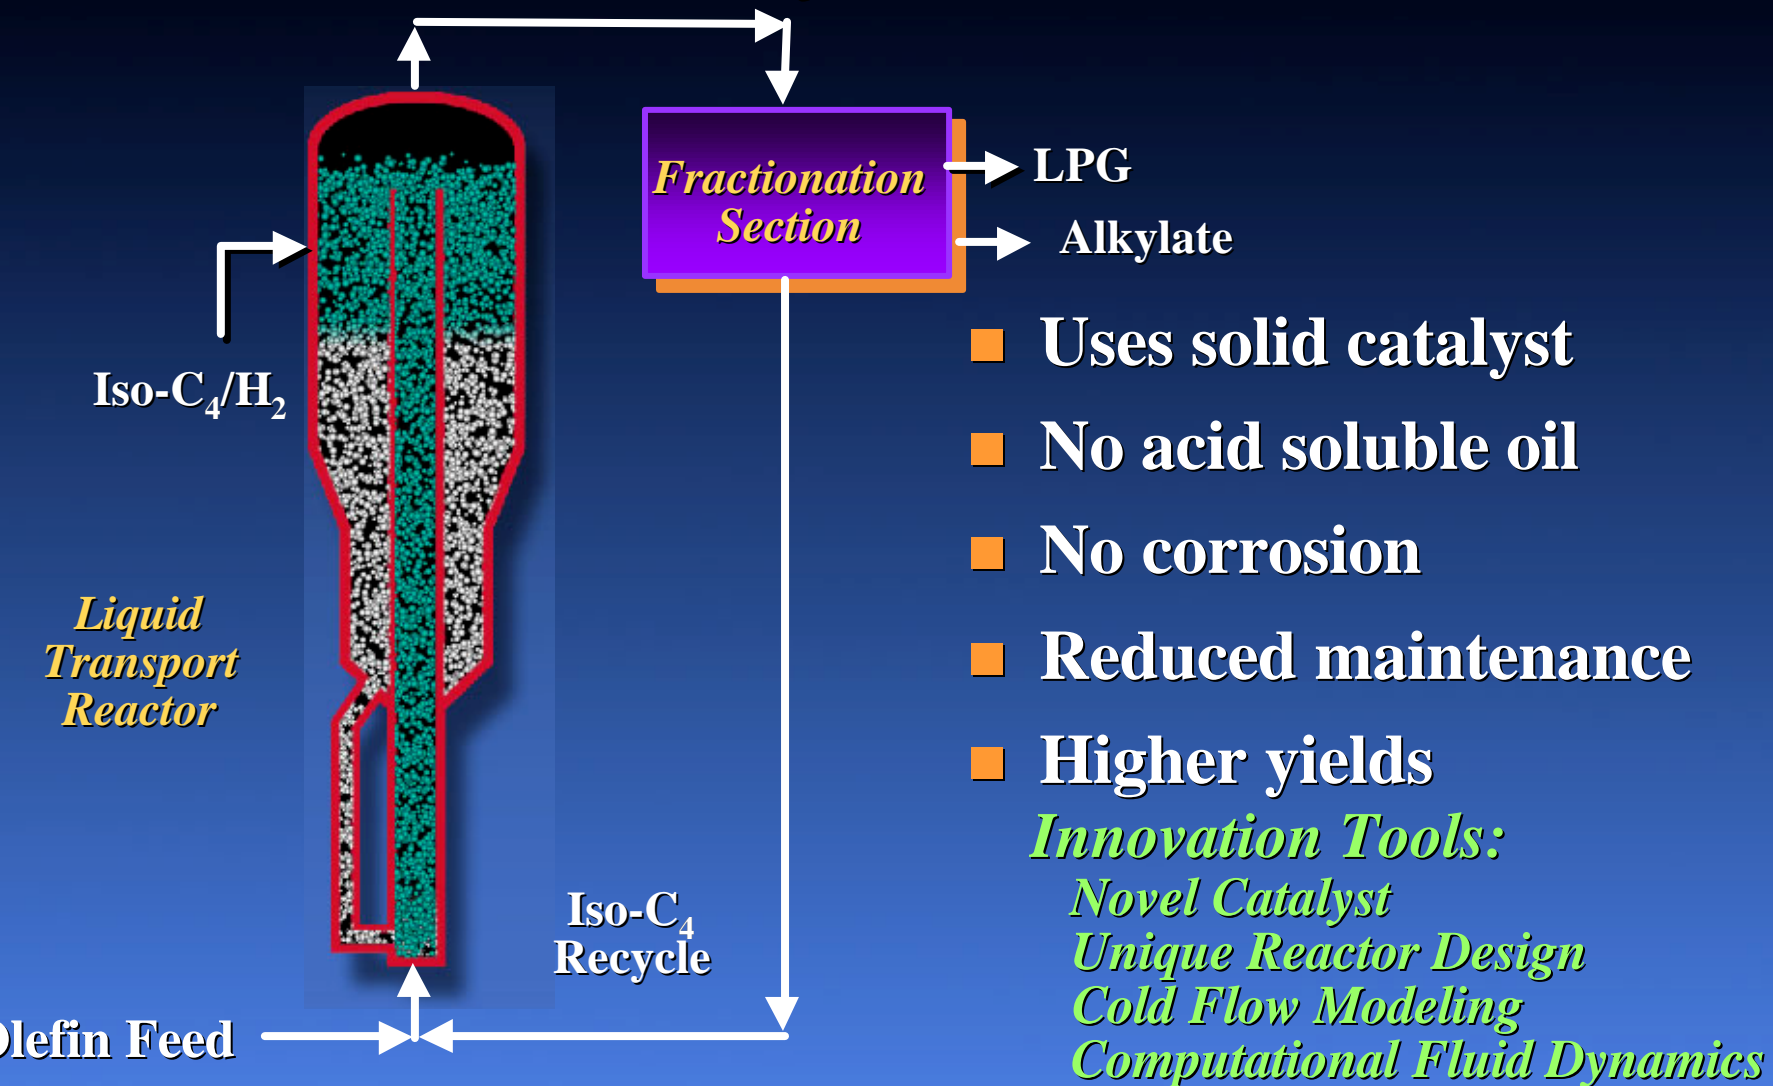 Fractionation
Section
LPG
Alkylate
Iso-C4/H2
Liquid
Transport
Reactor
Iso-C4
Recycle
Olefin Feed
Uses solid catalyst
No acid soluble oil
No corrosion
Reduced maintenance
Higher yields
Innovation Tools:
Novel Catalyst
Unique Reactor Design
Cold Flow Modeling
Computational Fluid Dynamics